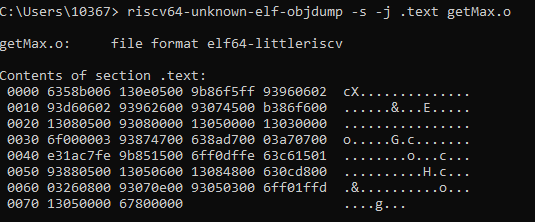 C:\Users\10367> riscv64-unknown-elf-objdump -s -j .text getMax.o
getMax.o:     file format elf64-littleriscv
Contents of section .text:
 0000 6358b006 130e0500 9b86f5ff 93960602  cX..............
 0010 93d60602 93962600 93074500 b386f600  ......&...E.....
 0020 13080500 93080000 13050000 13030000  ................
 0030 6f000003 93874700 638ad700 03a70700  o.....G.c.......
 0040 e31ac7fe 9b851500 6ff0dffe 63c61501  ........o...c...
 0050 93880500 13050600 13084800 630cd800  ..........H.c...
 0060 03260800 93070e00 93050300 6ff01ffd  .&..........o...
 0070 13050000 67800000                    ....g...